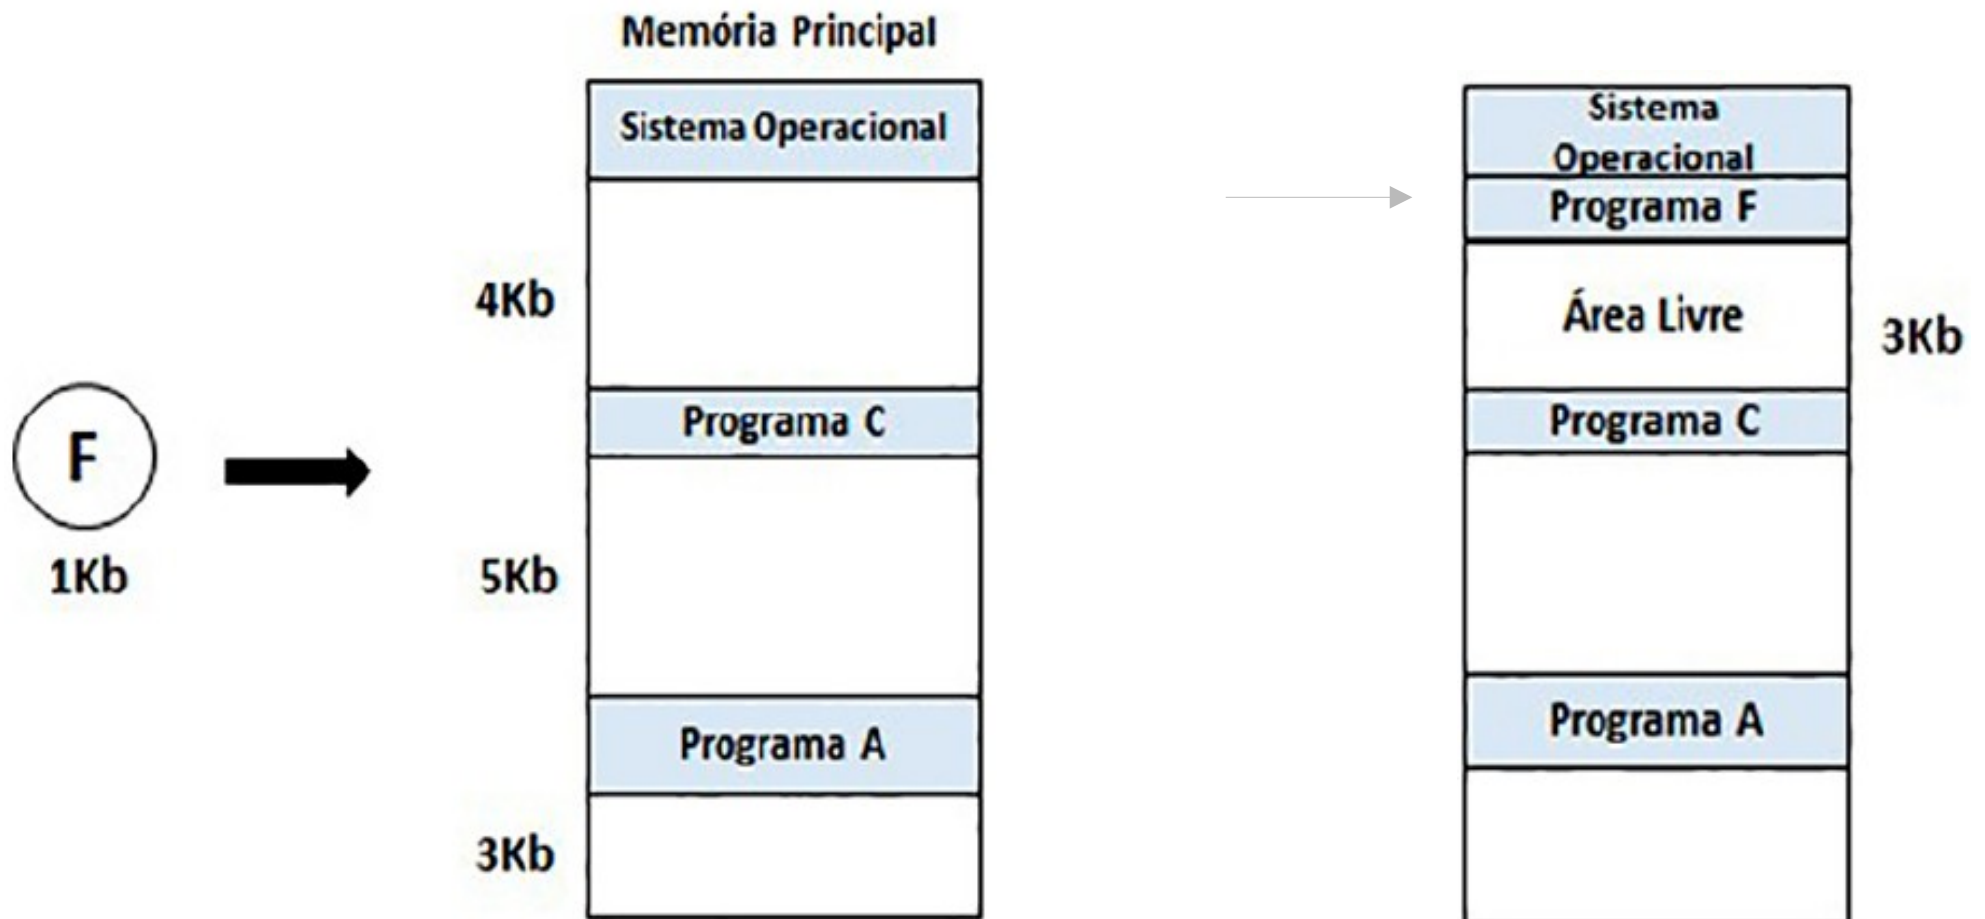 Memória Principal
Sistema Operacional
4Kb
Programa C
F
1Kb
5Kb
Programa A
3Kb
Sistema
Operacional
Programa F
Área Livre
3Kb
Programa C
Programa A